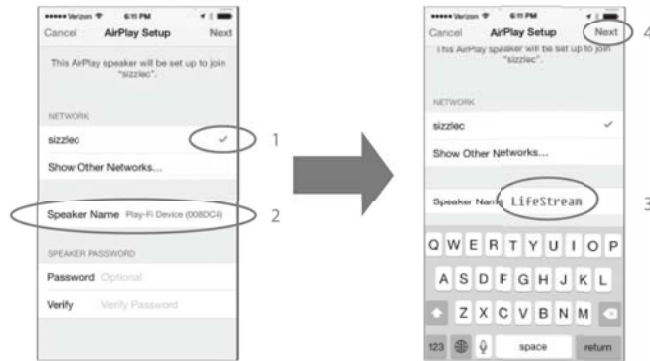 Verizon 6:11 PM
Cancel AirPlay Setup Next
This AirPlay speaker will be set up to join
"sizzlec".
NETWORK
sizzlec 1
Show Other Networks...
Speaker Name Play-Fi Device (008DC4) 2
SPEAKER PASSWORD
Password Optional
Verify Verify Password
Verizon 6:11 PM
Cancel AirPlay Setup Next 4
This AirPlay speaker will be set up to join
"sizzlec".
NETWORK
sizzlec
Show Other Networks...
Speaker Name LifeStream 3
Q W E R T Y U I O P
A S D F G H J K L
Z X C V B N M
123 space return